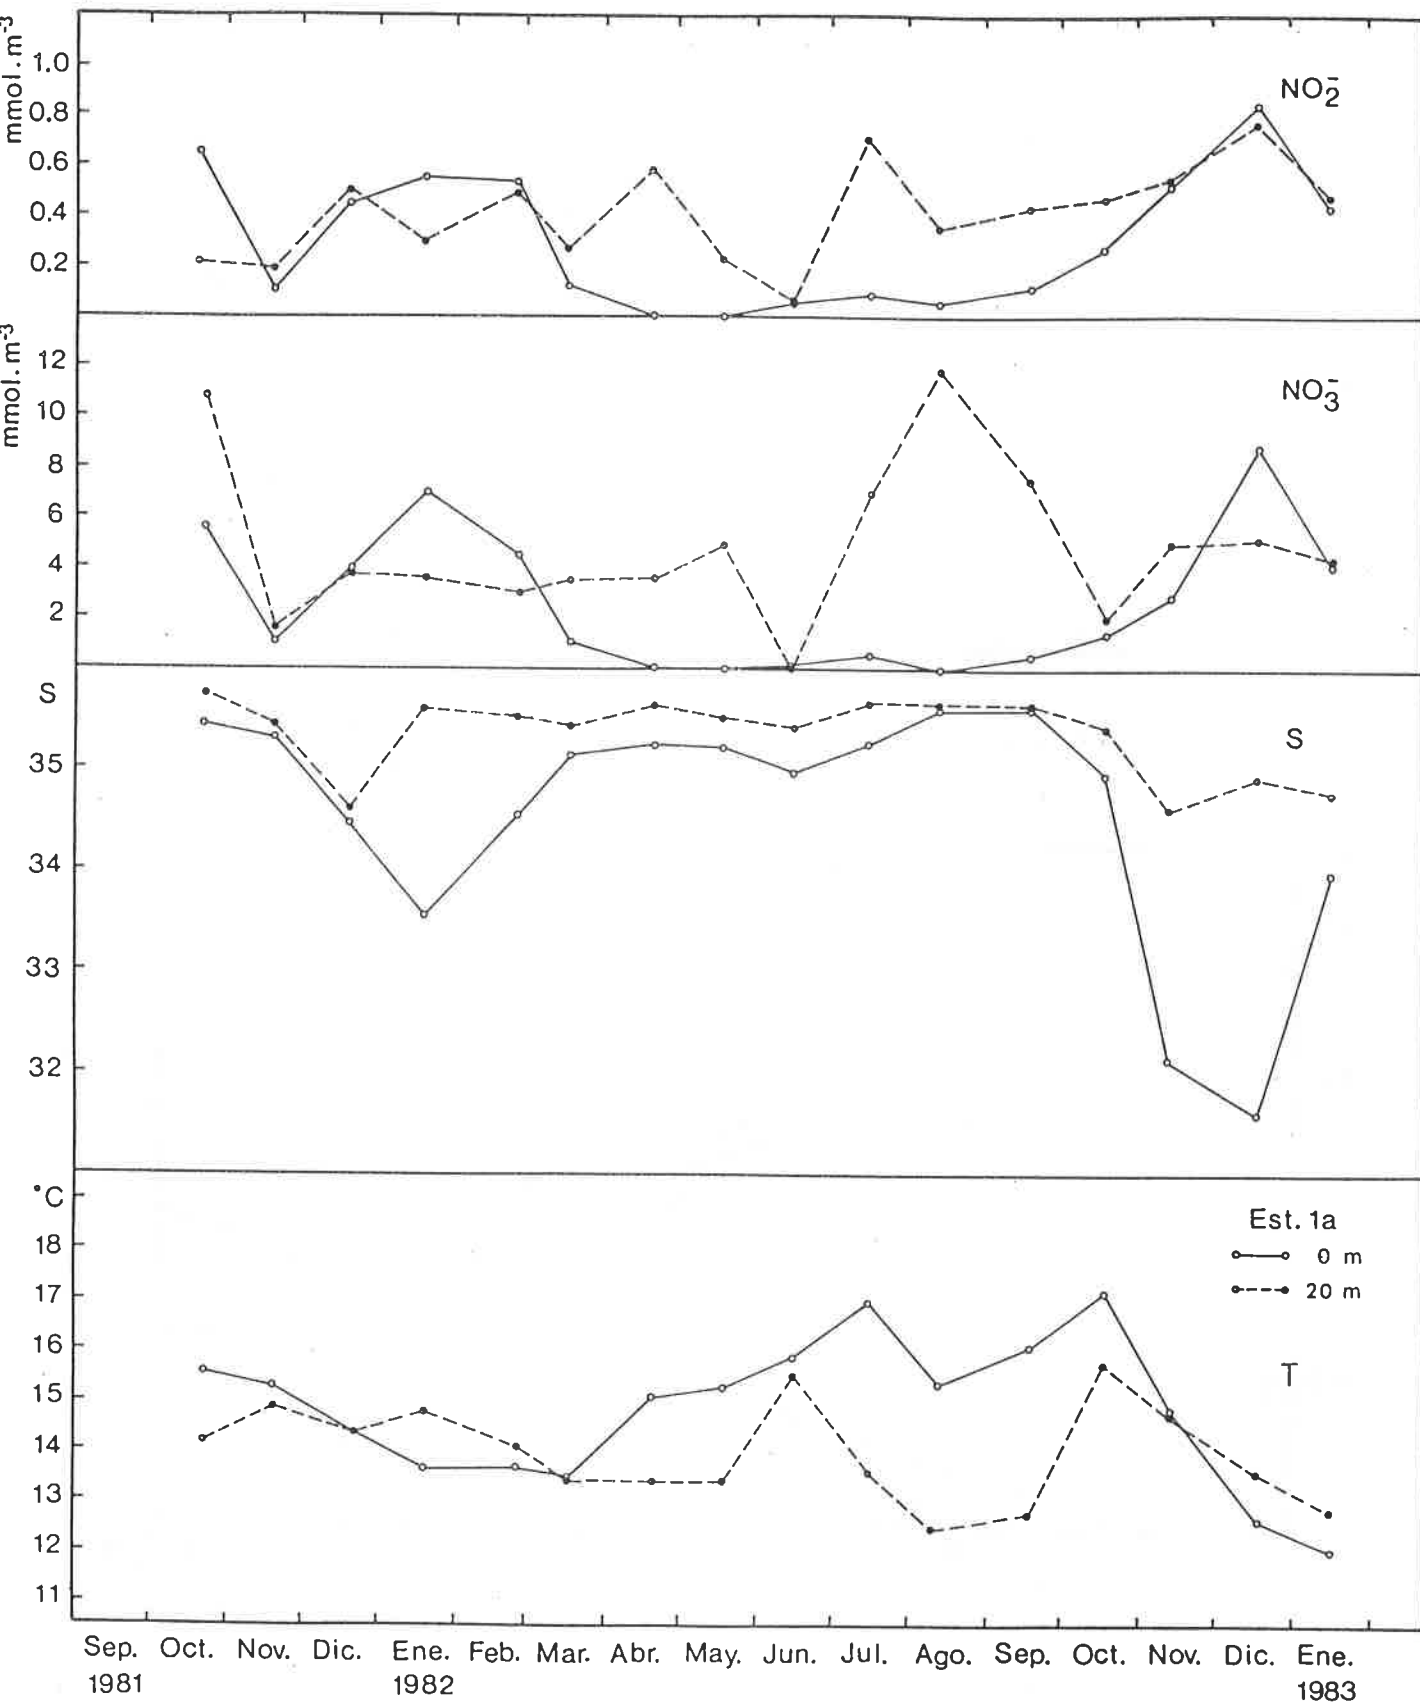 mmol.m-3
1.0
0.8
0.6
0.4
0.2
NO2-
mmol.m-3
12
10
8
6
4
2
NO3-
S
35
34
33
32
S
°C
18
17
16
15
14
13
12
11
Est. 1a
0 m
20 m
T
Sep. Oct. Nov. Dic. Ene. Feb. Mar. Abr. May. Jun. Jul. Ago. Sep. Oct. Nov. Dic. Ene.
1981 1982 1983